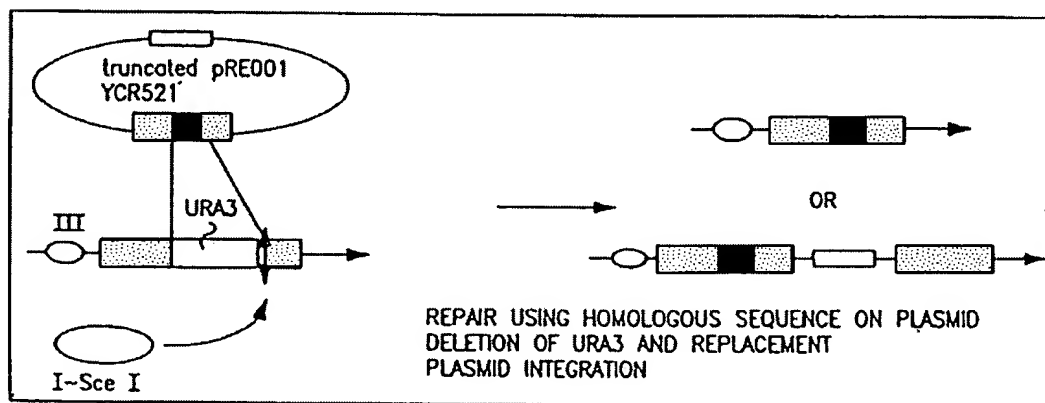 truncated pRE001
YCR521'
URA3
III
I~Sce I
OR
REPAIR USING HOMOLOGOUS SEQUENCE ON PLASMID
DELETION OF URA3 AND REPLACEMENT
PLASMID INTEGRATION